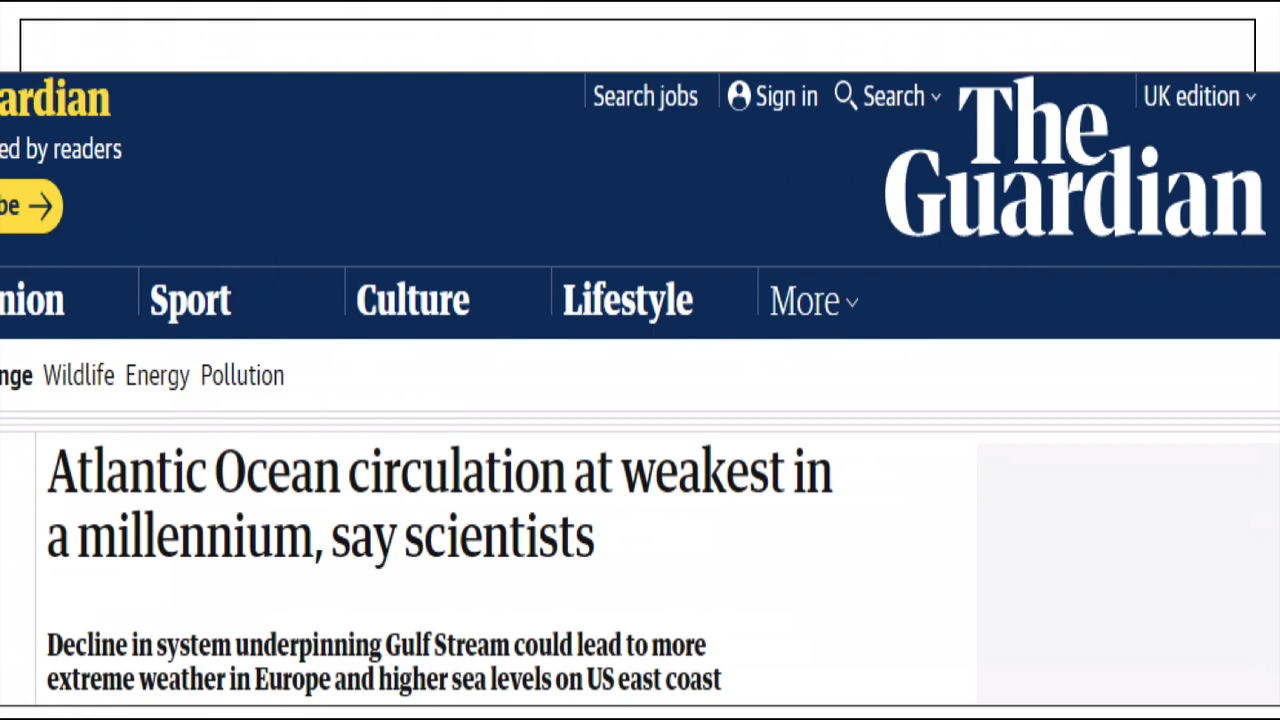 ardian
Search jobs
Sign in
Search
UK edition
ed by readers
The
Guardian
be
nion Sport Culture Lifestyle More
nge Wildlife Energy Pollution
Atlantic Ocean circulation at weakest in
a millennium, say scientists
Decline in system underpinning Gulf Stream could lead to more
extreme weather in Europe and higher sea levels on US east coast